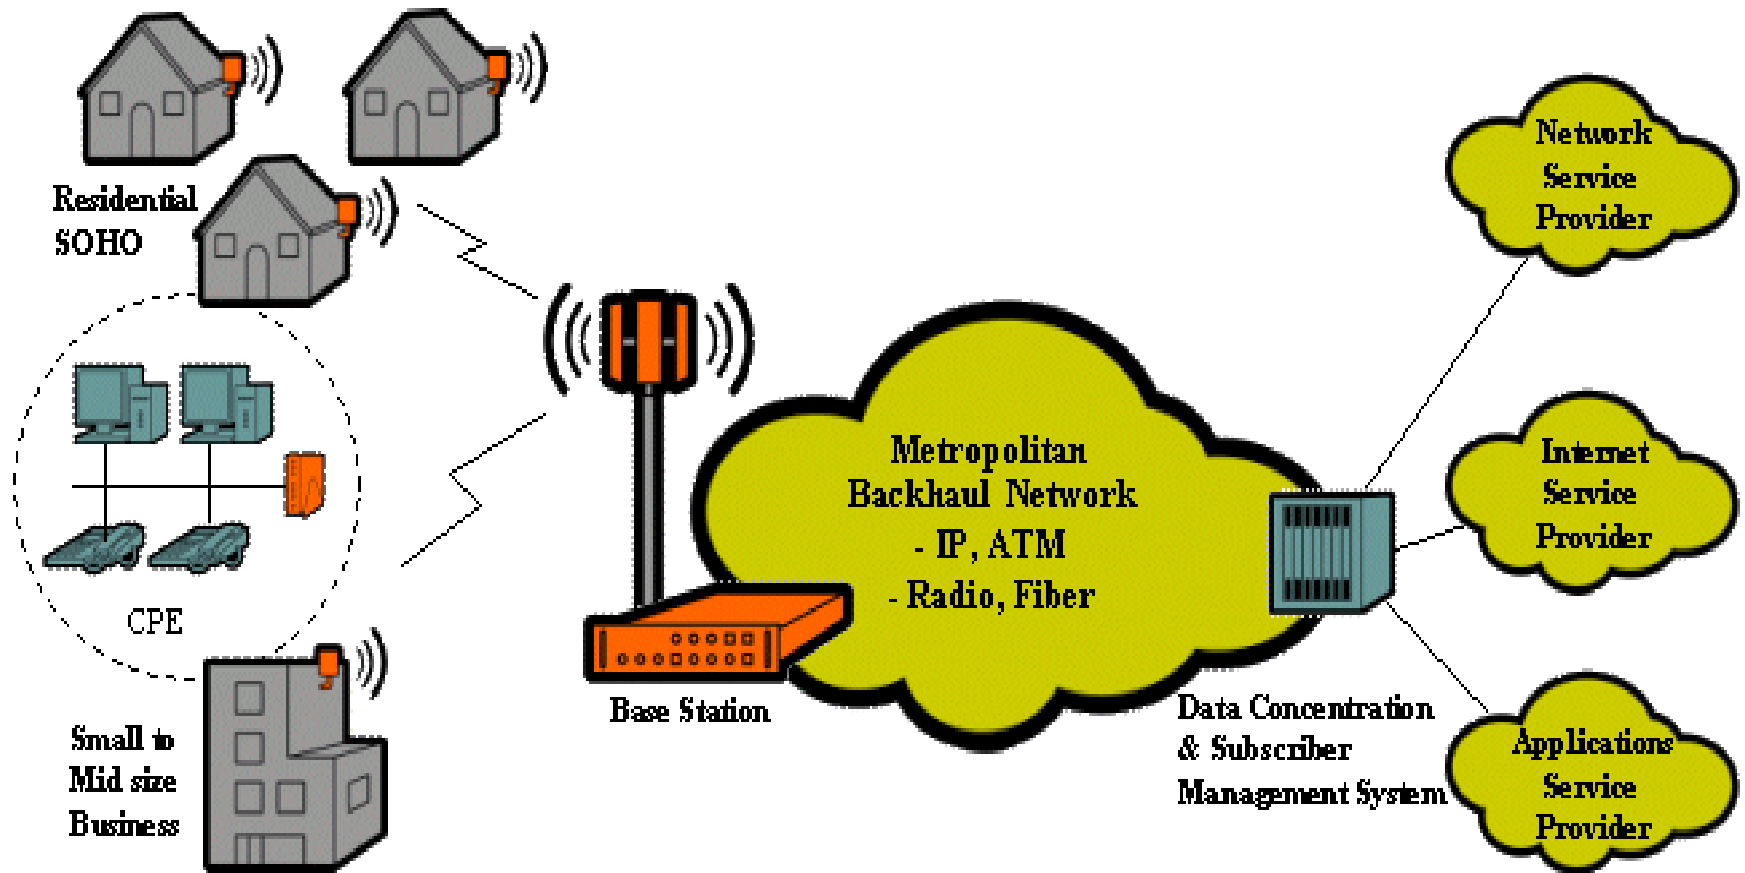 Residential
SOHO
CPE
Small to
Mid size
Business
Base Station
Metropolitan
Backhaul Network
- IP, ATM
- Radio, Fiber
Data Concentration
& Subscriber
Management System
Network
Service
Provider
Internet
Service
Provider
Applications
Service
Provider